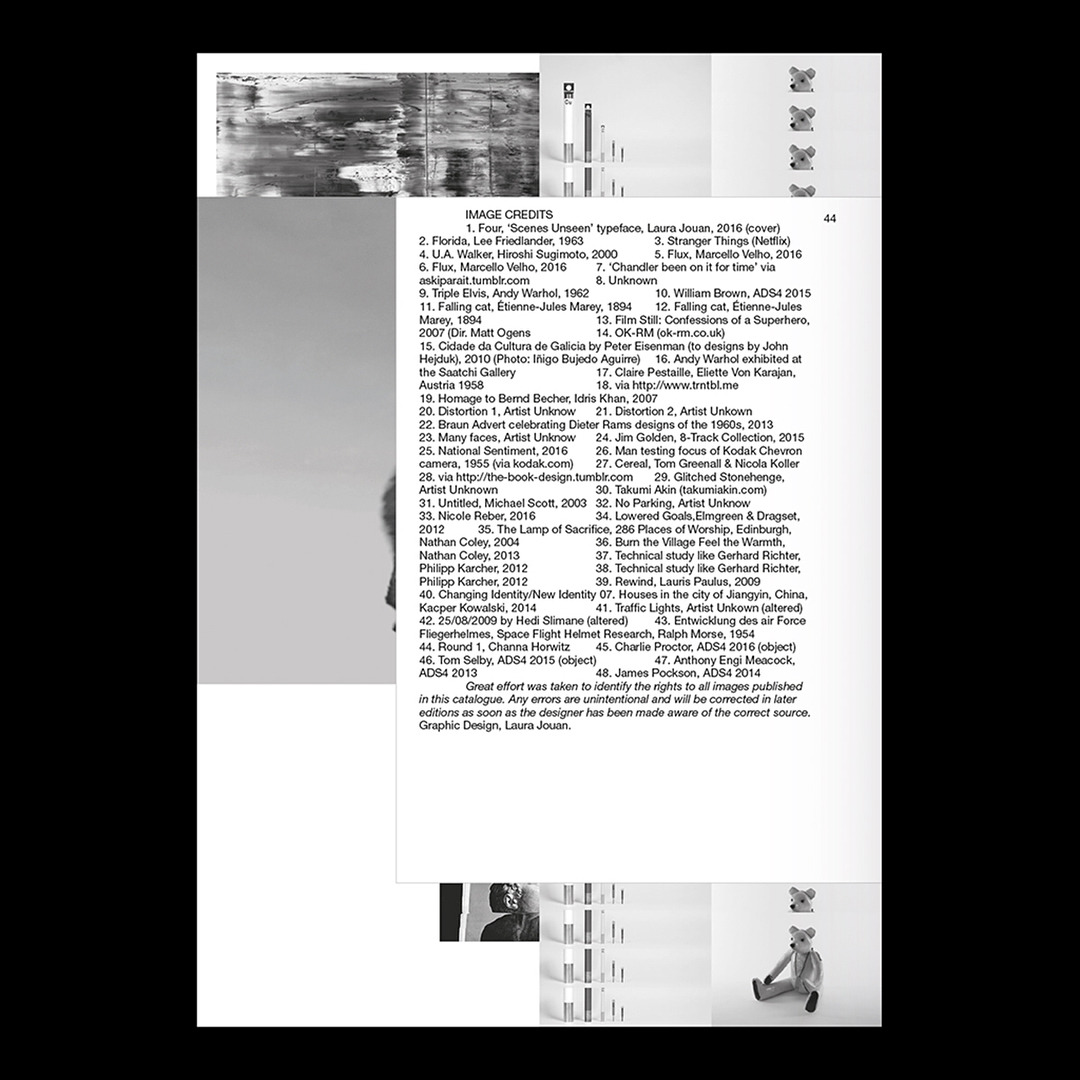 44
IMAGE CREDITS
1. Four, ‘Scenes Unseen’ typeface, Laura Jouan, 2016 (cover)
2. Florida, Lee Friedlander, 1963 3. Stranger Things (Netflix)
4. U.A. Walker, Hiroshi Sugimoto, 2000 5. Flux, Marcello Velho, 2016
6. Flux, Marcello Velho, 2016 7. ‘Chandler been on it for time’ via
askiparait.tumblr.com 8. Unknown
9. Triple Elvis, Andy Warhol, 1962 10. William Brown, ADS4 2015
11. Falling cat, Étienne-Jules Marey, 1894 12. Falling cat, Étienne-Jules
Marey, 1894 13. Film Still: Confessions of a Superhero,
2007 (Dir. Matt Ogens 14. OK-RM (ok-rm.co.uk)
15. Cidade da Cultura de Galicia by Peter Eisenman (to designs by John
Hejduk), 2010 (Photo: Iñigo Bujedo Aguirre) 16. Andy Warhol exhibited at
the Saatchi Gallery 17. Claire Pestaille, Eliette Von Karajan,
Austria 1958 18. via http://www.trntbl.me
19. Homage to Bernd Becher, Idris Khan, 2007
20. Distortion 1, Artist Unknow 21. Distortion 2, Artist Unkown
22. Braun Advert celebrating Dieter Rams designs of the 1960s, 2013
23. Many faces, Artist Unknow 24. Jim Golden, 8-Track Collection, 2015
25. National Sentiment, 2016 26. Man testing focus of Kodak Chevron
camera, 1955 (via kodak.com) 27. Cereal, Tom Greenall & Nicola Koller
28. via http://the-book-design.tumblr.com 29. Glitched Stonehenge,
Artist Unknown 30. Takumi Akin (takumiakin.com)
31. Untitled, Michael Scott, 2003 32. No Parking, Artist Unknow
33. Nicole Reber, 2016 34. Lowered Goals,Elmgreen & Dragset,
2012 35. The Lamp of Sacrifice, 286 Places of Worship, Edinburgh,
Nathan Coley, 2004 36. Burn the Village Feel the Warmth,
Nathan Coley, 2013 37. Technical study like Gerhard Richter,
Philipp Karcher, 2012 38. Technical study like Gerhard Richter,
Philipp Karcher, 2012 39. Rewind, Lauris Paulus, 2009
40. Changing Identity/New Identity 07. Houses in the city of Jiangyin, China,
Kacper Kowalski, 2014 41. Traffic Lights, Artist Unkown (altered)
42. 25/08/2009 by Hedi Slimane (altered) 43. Entwicklung des air Force
Fliegerhelmes, Space Flight Helmet Research, Ralph Morse, 1954
44. Round 1, Channa Horwitz 45. Charlie Proctor, ADS4 2016 (object)
46. Tom Selby, ADS4 2015 (object) 47. Anthony Engi Meacock,
ADS4 2013 48. James Pockson, ADS4 2014
Great effort was taken to identify the rights to all images published
in this catalogue. Any errors are unintentional and will be corrected in later
editions as soon as the designer has been made aware of the correct source.
Graphic Design, Laura Jouan.